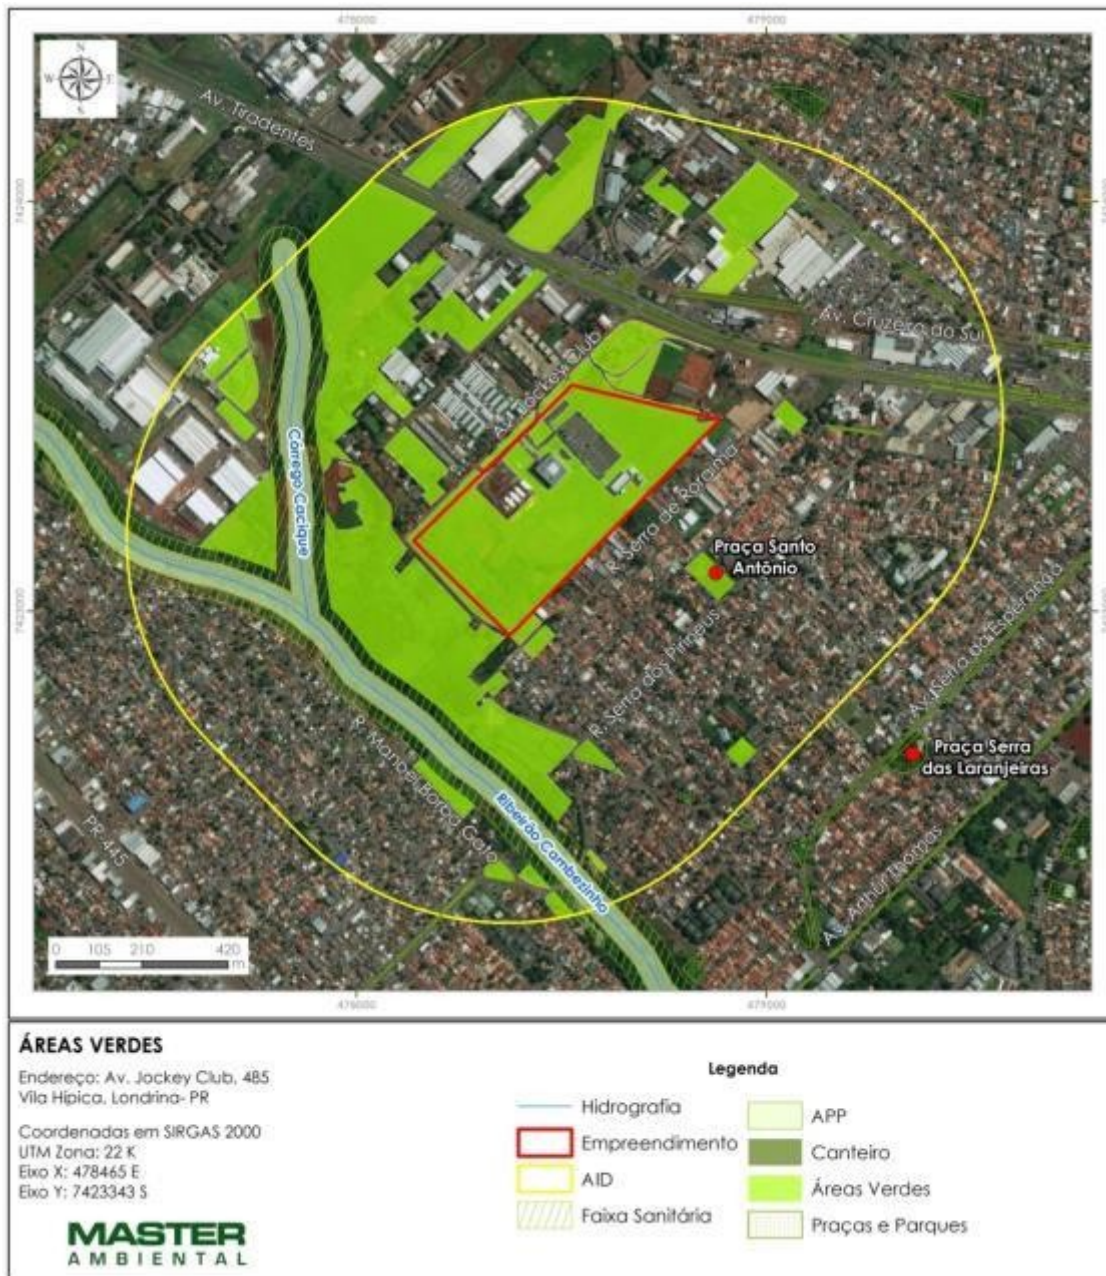 478000
479000
N
W
E
S
Av. Tiradentes
7424000
Av. Cruzeiro do Sul
Av. Jockey Club
R. Serra de Roraima
Córrego Cacique
Praça Santo
Antônio
7423000
R. Serra dos Pirineus
Av. Serra da Esperança
Praça Serra
das Laranjeiras
R. Manoel Borba Gato
PR-445
Ribeirão Cambezinho
Av. Arthur Thomas
0 105 210 420
m
478000
479000
ÁREAS VERDES
Endereço: Av. Jockey Club, 485
Vila Hípica, Londrina- PR
Coordenadas em SIRGAS 2000
UTM Zona: 22 K
Eixo X: 478465 E
Eixo Y: 7423343 S
MASTER
AMBIENTAL
Legenda
Hidrografia
Empreendimento
AID
Faixa Sanitária
APP
Canteiro
Áreas Verdes
Praças e Parques